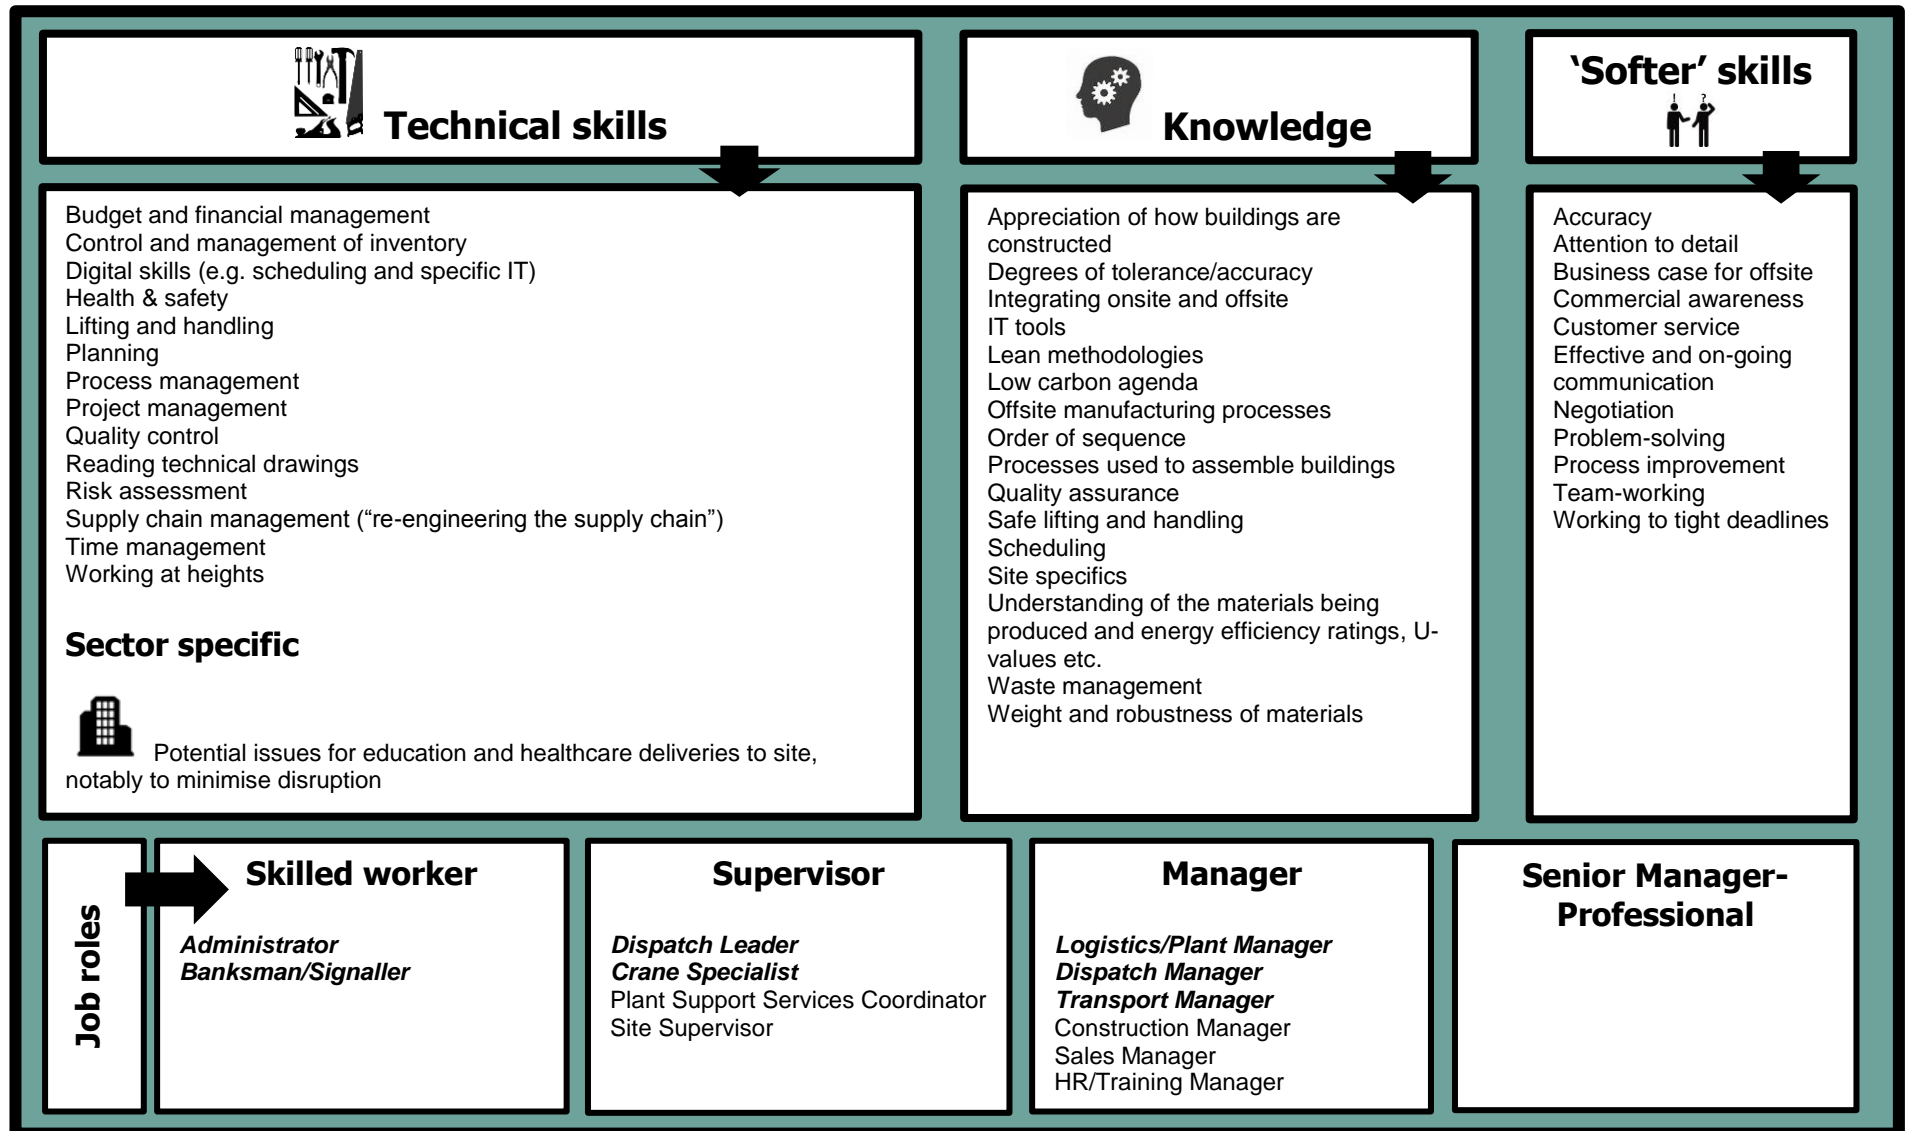 Technical skills
Budget and financial management
Control and management of inventory
Digital skills (e.g. scheduling and specific IT)
Health & safety
Lifting and handling
Planning
Process management
Project management
Quality control
Reading technical drawings
Risk assessment
Supply chain management (“re-engineering the supply chain”)
Time management
Working at heights
Sector specific
Potential issues for education and healthcare deliveries to site,
notably to minimise disruption
Knowledge
Appreciation of how buildings are
constructed
Degrees of tolerance/accuracy
Integrating onsite and offsite
IT tools
Lean methodologies
Low carbon agenda
Offsite manufacturing processes
Order of sequence
Processes used to assemble buildings
Quality assurance
Safe lifting and handling
Scheduling
Site specifics
Understanding of the materials being
produced and energy efficiency ratings, U-
values etc.
Waste management
Weight and robustness of materials
‘Softer’ skills
! ?
Accuracy
Attention to detail
Business case for offsite
Commercial awareness
Customer service
Effective and on-going
communication
Negotiation
Problem-solving
Process improvement
Team-working
Working to tight deadlines
Job roles
Skilled worker
Administrator
Banksman/Signaller
Supervisor
Dispatch Leader
Crane Specialist
Plant Support Services Coordinator
Site Supervisor
Manager
Logistics/Plant Manager
Dispatch Manager
Transport Manager
Construction Manager
Sales Manager
HR/Training Manager
Senior Manager-
Professional